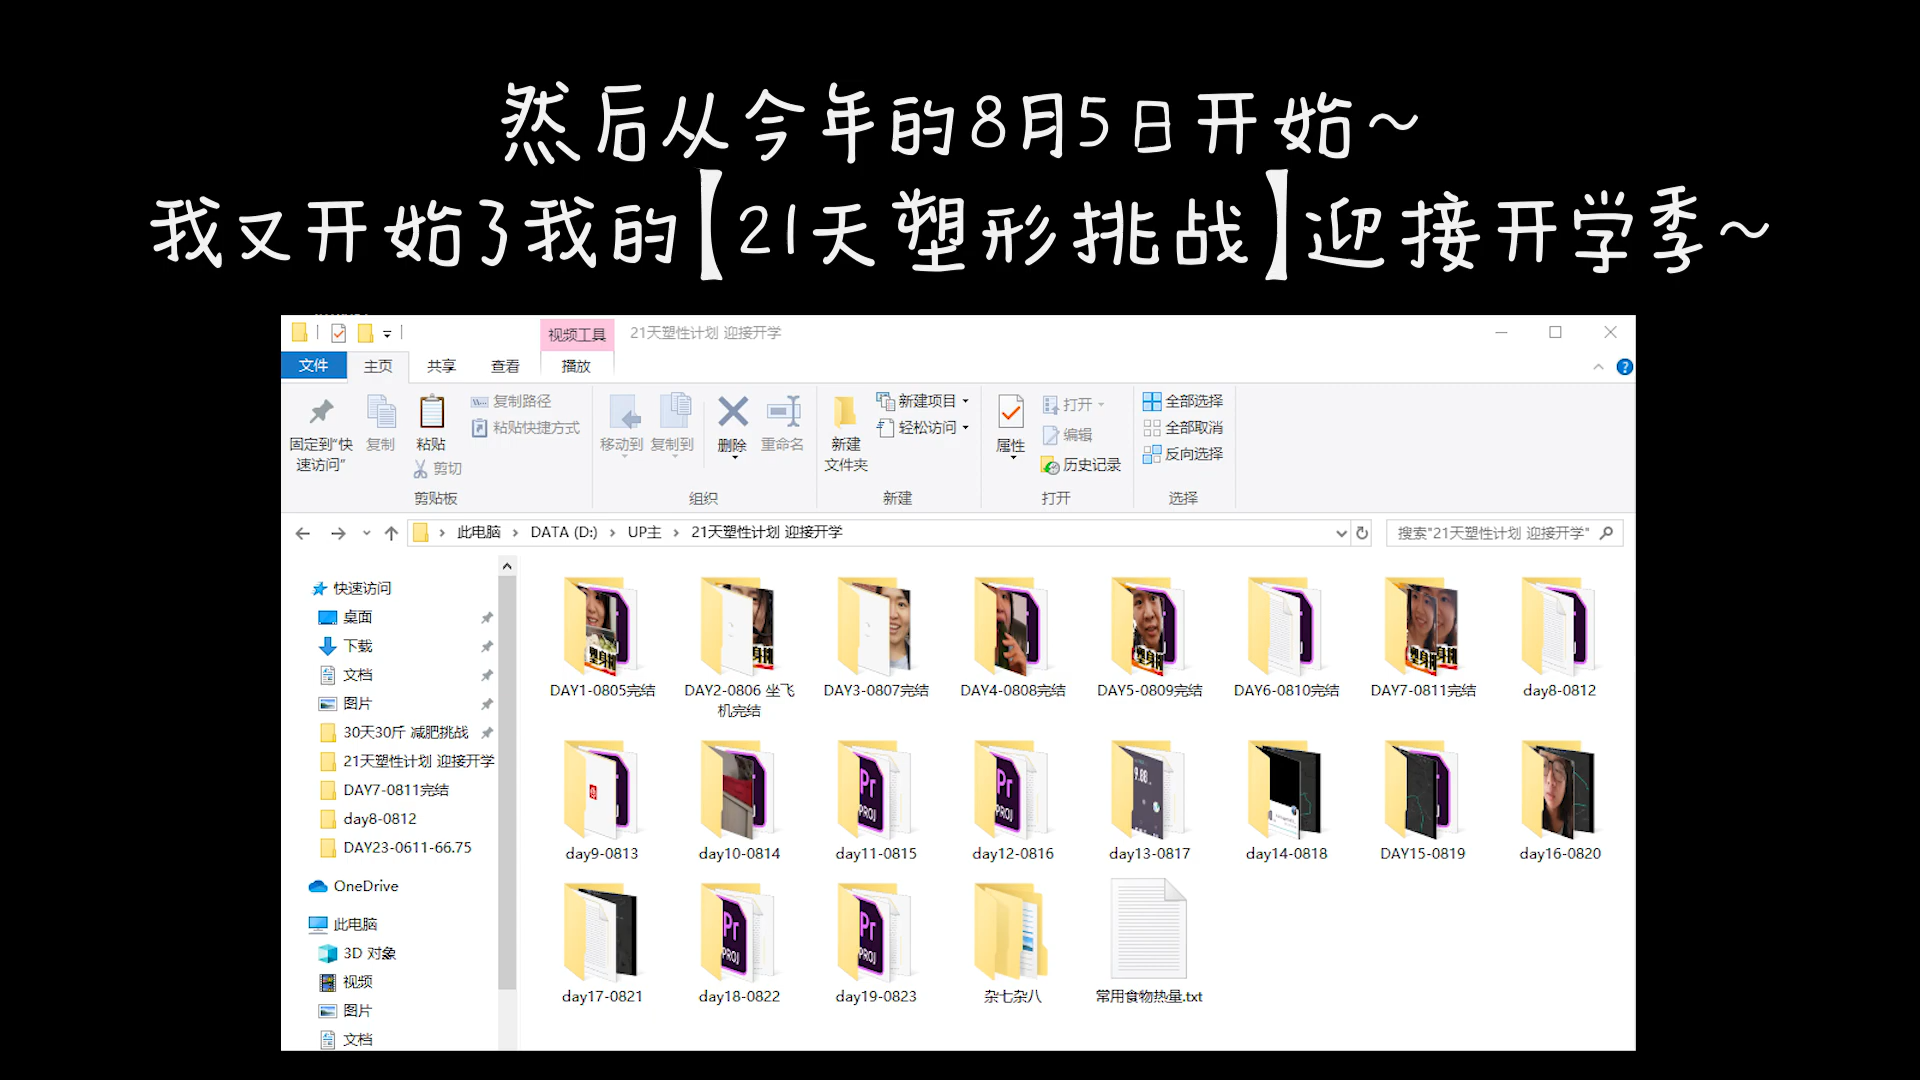 然后从今年的8月5日开始~
我又开始了我的【21天塑形挑战】迎接开学季~
视频工具
21天塑性计划 迎接开学
文件
主页
共享
查看
播放
固定到"快
速访问"
复制
粘贴
复制路径
粘贴快捷方式
剪切
剪贴板
移动到
复制到
删除
重命名
组织
新建
文件夹
新建项目
轻松访问
新建
属性
打开
编辑
历史记录
打开
全部选择
全部取消
反向选择
选择
此电脑
DATA (D:)
UP主
21天塑性计划 迎接开学
搜索"21天塑性计划 迎接开学"
快速访问
桌面
下载
文档
图片
30天30斤 减肥挑战
21天塑性计划 迎接开学
DAY7-0811完结
day8-0812
DAY23-0611-66.75
OneDrive
此电脑
3D 对象
视频
图片
文档
DAY1-0805完结
DAY2-0806 坐飞
机完结
DAY3-0807完结
DAY4-0808完结
DAY5-0809完结
DAY6-0810完结
DAY7-0811完结
day8-0812
day9-0813
day10-0814
day11-0815
day12-0816
day13-0817
day14-0818
DAY15-0819
day16-0820
day17-0821
day18-0822
day19-0823
杂七杂八
常用食物热量.txt